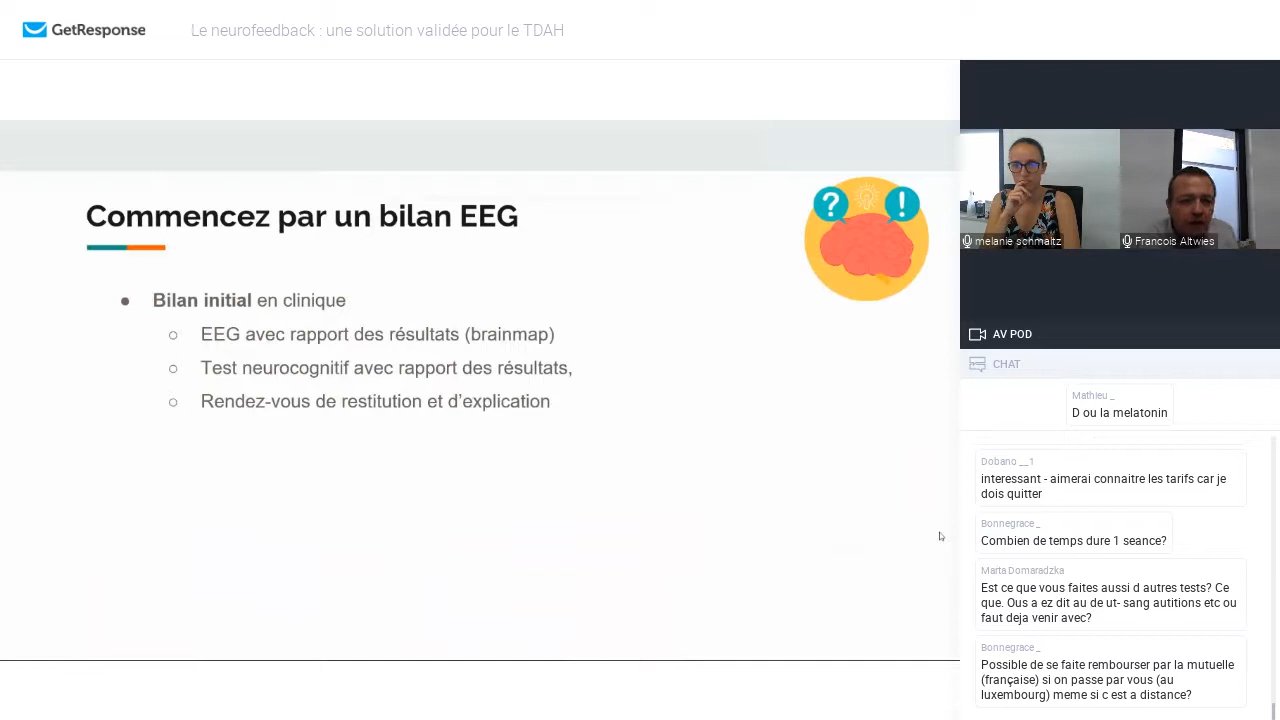 GetResponse
Le neurofeedback : une solution validée pour le TDAH
Commencez par un bilan EEG
? !
● Bilan initial en clinique
○ EEG avec rapport des résultats (brainmap)
○ Test neurocognitif avec rapport des résultats,
○ Rendez-vous de restitution et d’explication
melanie schmaltz
Francois Altwies
AV POD
CHAT
Mathieu _
D ou la melatonin
Dobano __1
interessant - aimerai connaitre les tarifs car je
dois quitter
Bonnegrace _
Combien de temps dure 1 seance?
Marta Domaradzka
Est ce que vous faites aussi d autres tests? Ce
que. Ous a ez dit au de ut- sang autitions etc ou
faut deja venir avec?
Bonnegrace _
Possible de se faite rembourser par la mutuelle
(française) si on passe par vous (au
luxembourg) meme si c est a distance?